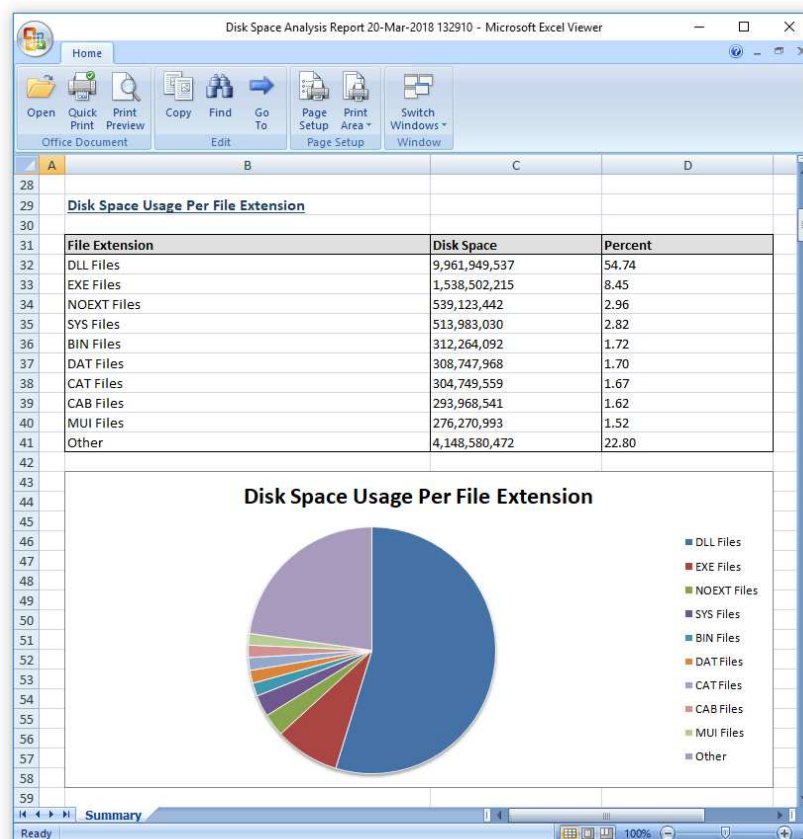 Disk Space Analysis Report 20-Mar-2018 132910 - Microsoft Excel Viewer
Home
Open Quick Print Print Preview Copy Find Go To Page Setup Print Area Switch Windows
Office Document Edit Page Setup Window
A B C D
28
29 Disk Space Usage Per File Extension
30
31 File Extension Disk Space Percent
32 DLL Files 9,961,949,537 54.74
33 EXE Files 1,538,502,215 8.45
34 NOEXT Files 539,123,442 2.96
35 SYS Files 513,983,030 2.82
36 BIN Files 312,264,092 1.72
37 DAT Files 308,747,968 1.70
38 CAT Files 304,749,559 1.67
39 CAB Files 293,968,541 1.62
40 MUI Files 276,270,993 1.52
41 Other 4,148,580,472 22.80
42
43
44 Disk Space Usage Per File Extension
45
46 DLL Files
47 EXE Files
48 NOEXT Files
49
50 SYS Files
51 BIN Files
52 DAT Files
53 CAT Files
54
55 CAB Files
56 MUI Files
57 Other
58
59
Summary
Ready 100%